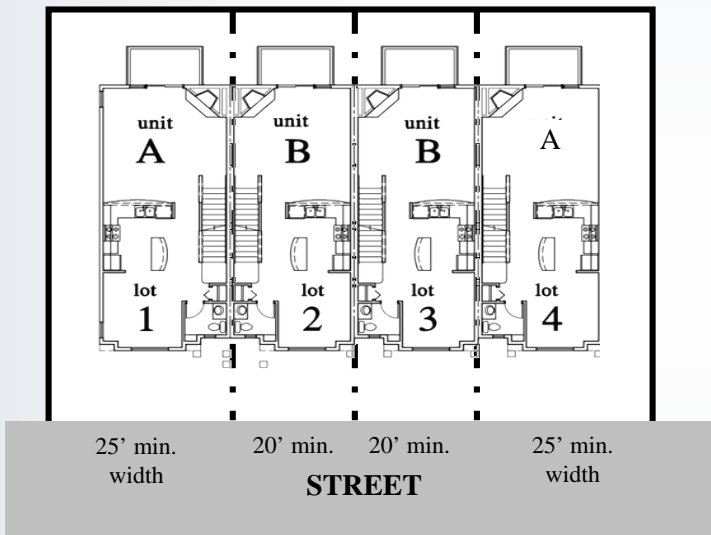 unit unit unit
A B B A
lot lot lot lot
1 2 3 4
25’ min. 20’ min. 20’ min. 25’ min.
width width
STREET